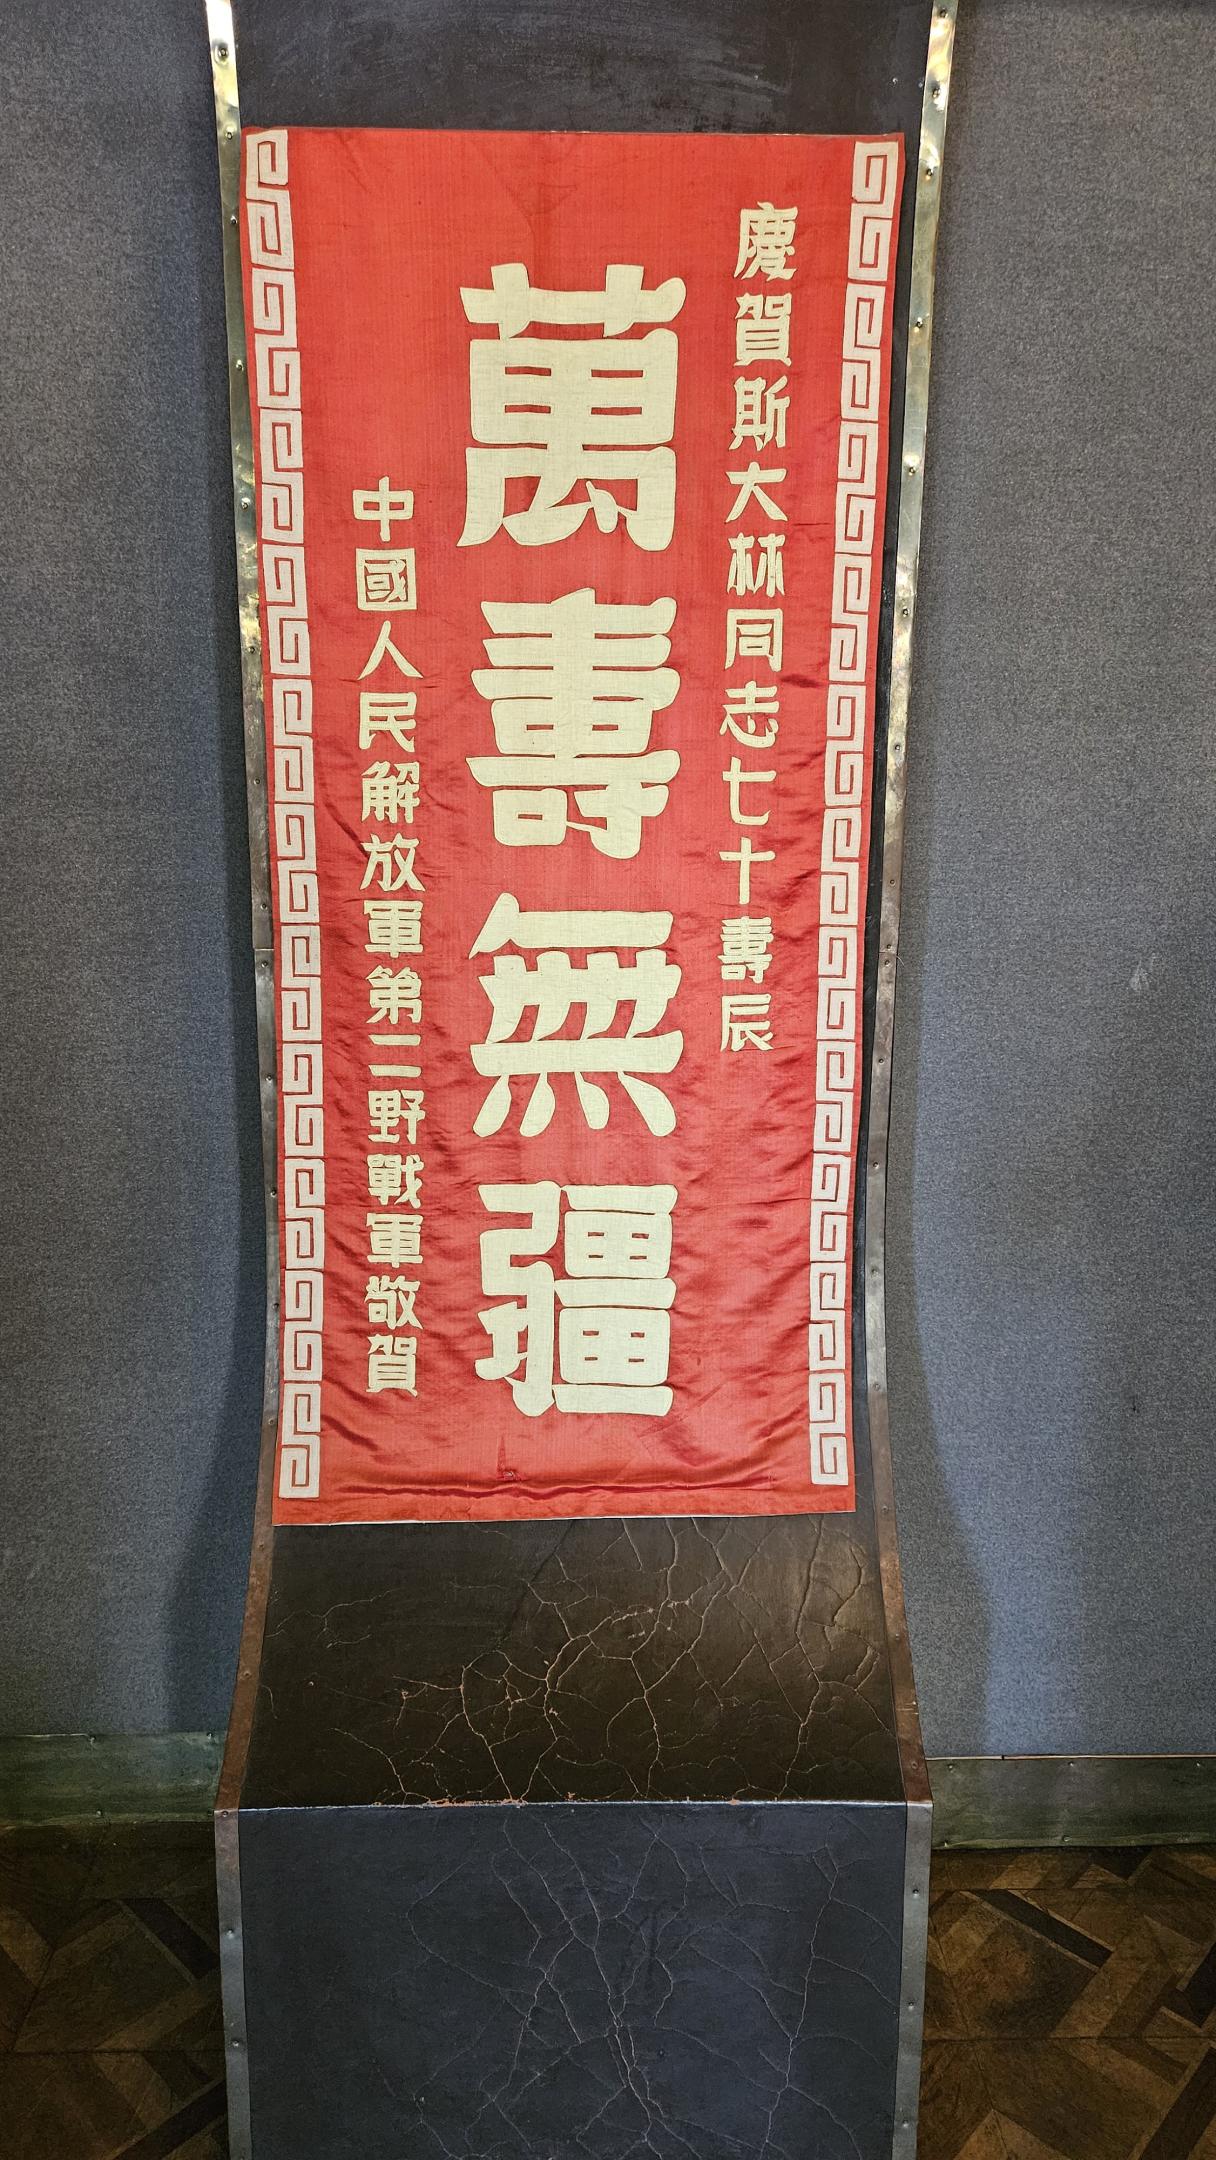 慶賀斯大林同志七十壽辰
萬壽無疆
中國人民解放軍第二野戰軍敬賀